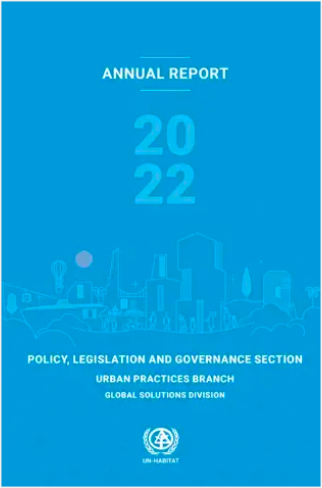 ANNUAL REPORT
20
22
POLICY, LEGISLATION AND GOVERNANCE SECTION
URBAN PRACTICES BRANCH
GLOBAL SOLUTIONS DIVISION
UN-HABITAT